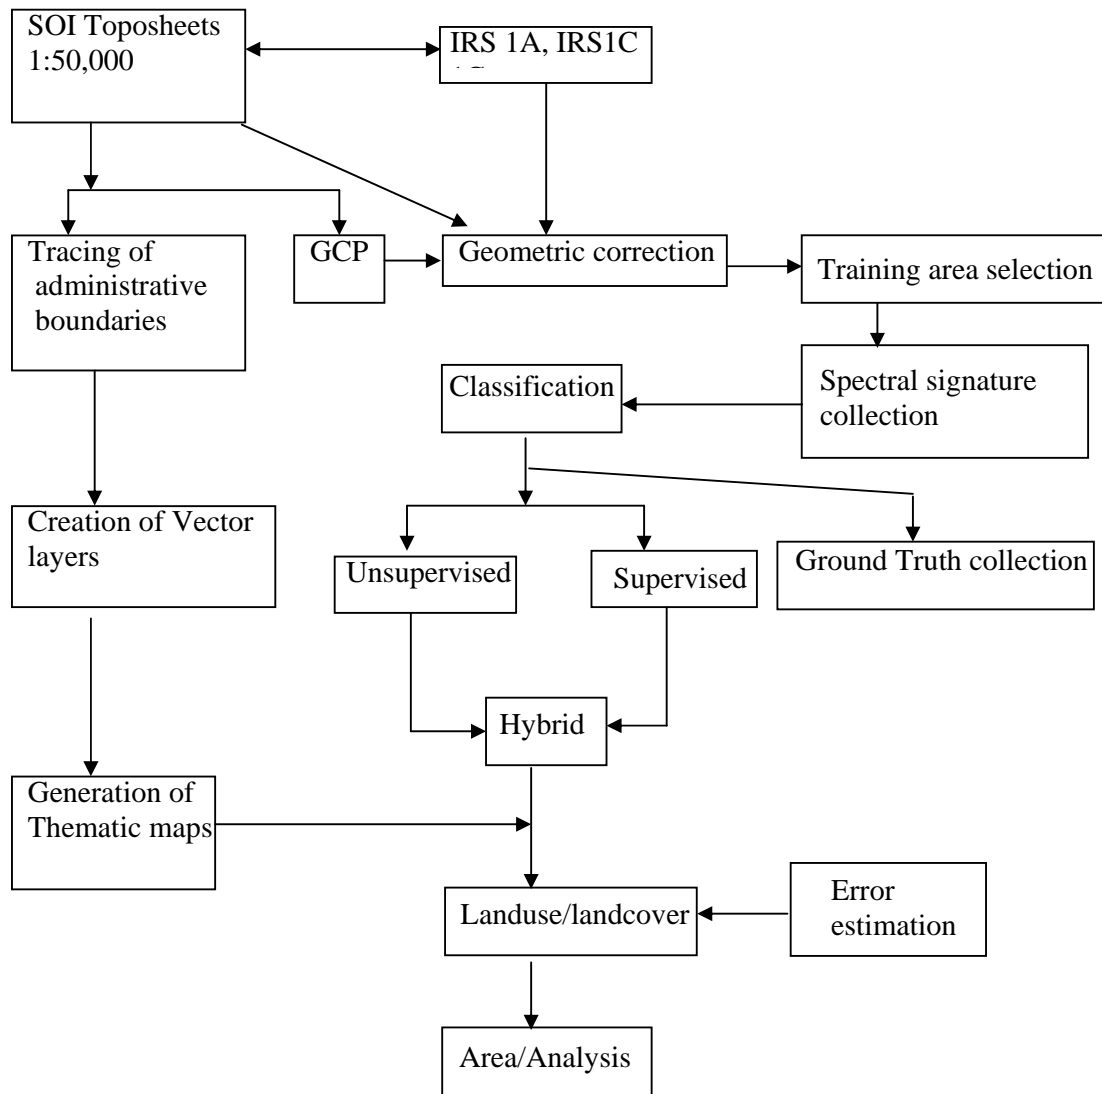 SOI Toposheets
1:50,000
IRS 1A, IRS1C
Tracing of
administrative
boundaries
GCP
Geometric correction
Training area selection
Classification
Spectral signature
collection
Creation of Vector
layers
Unsupervised
Supervised
Ground Truth collection
Hybrid
Generation of
Thematic maps
Landuse/landcover
Error
estimation
Area/Analysis